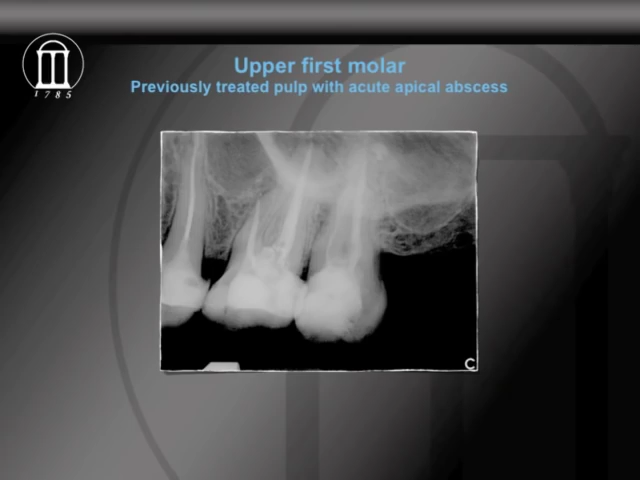 Upper first molar
Previously treated pulp with acute apical abscess
1785
C